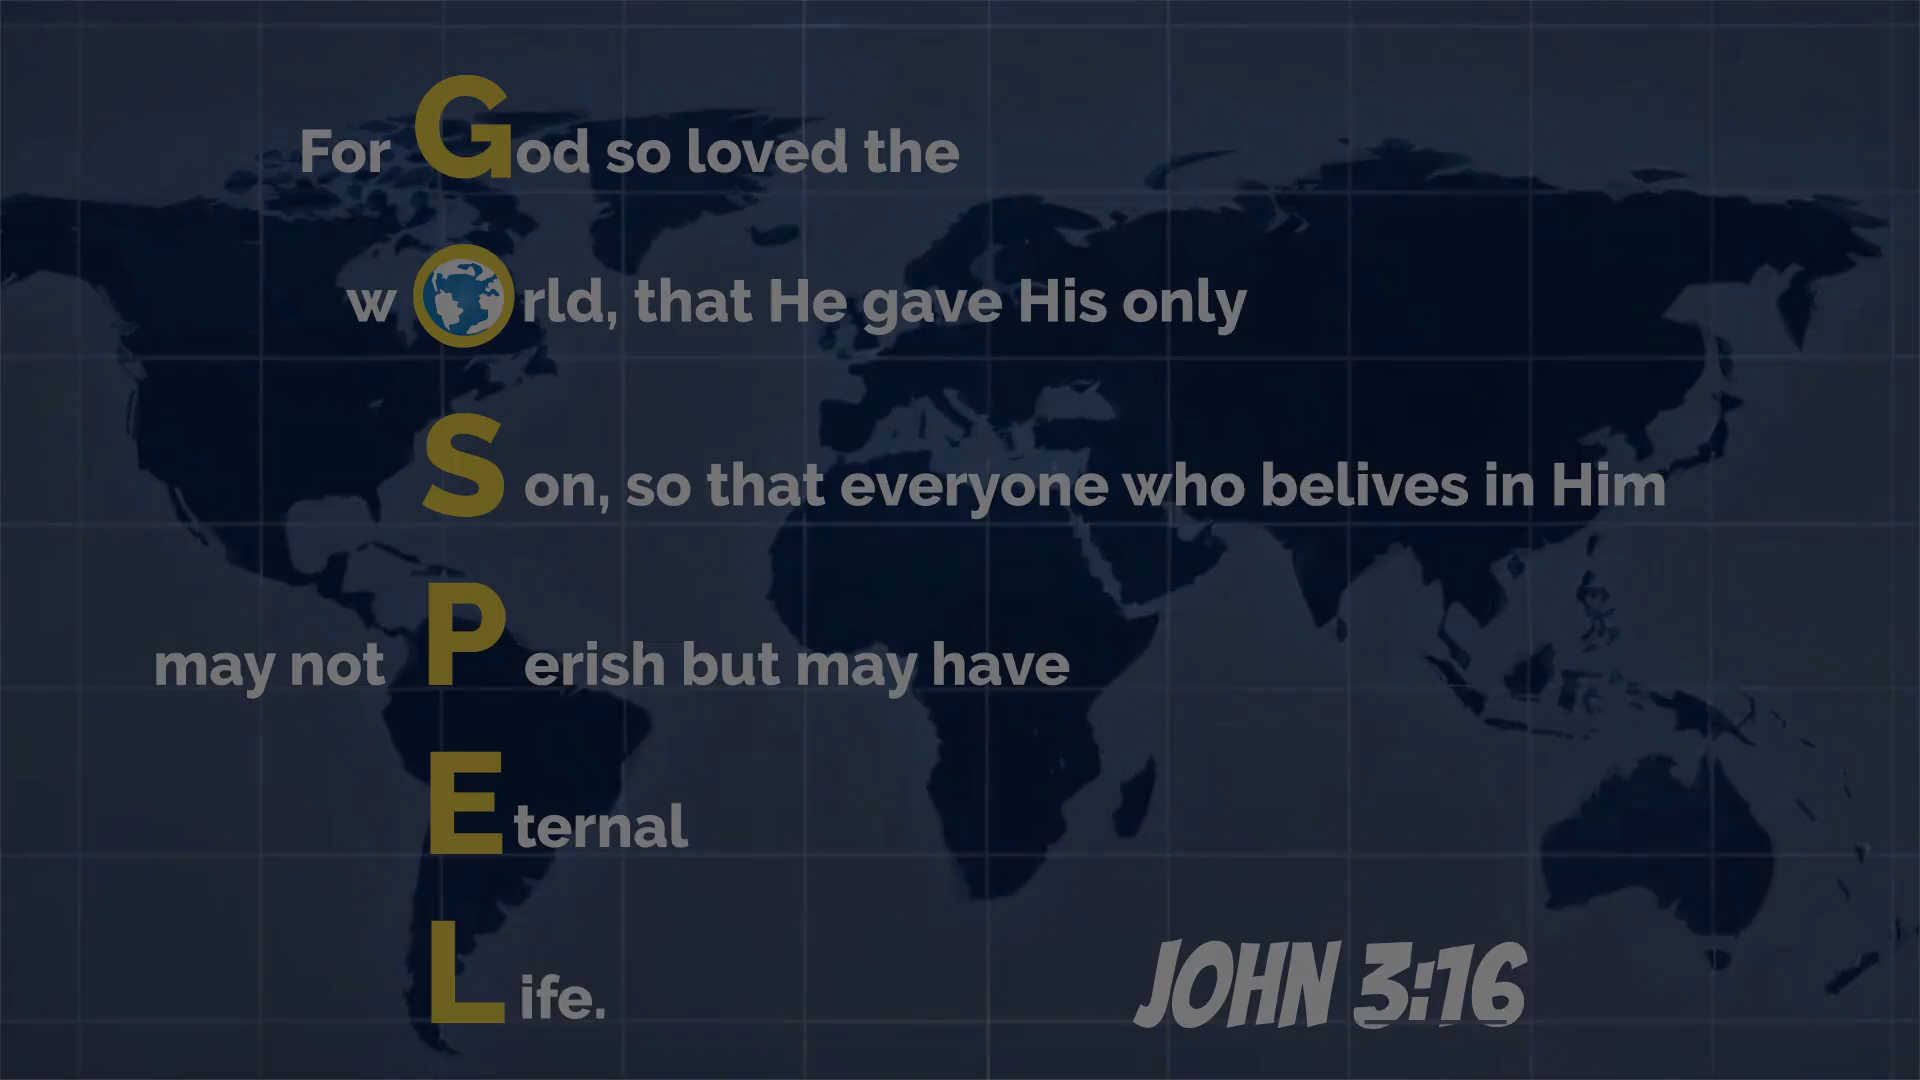 For God so loved the
world, that He gave His only
Son, so that everyone who belives in Him
may not Perish but may have
Eternal
Life.
JOHN 3:16